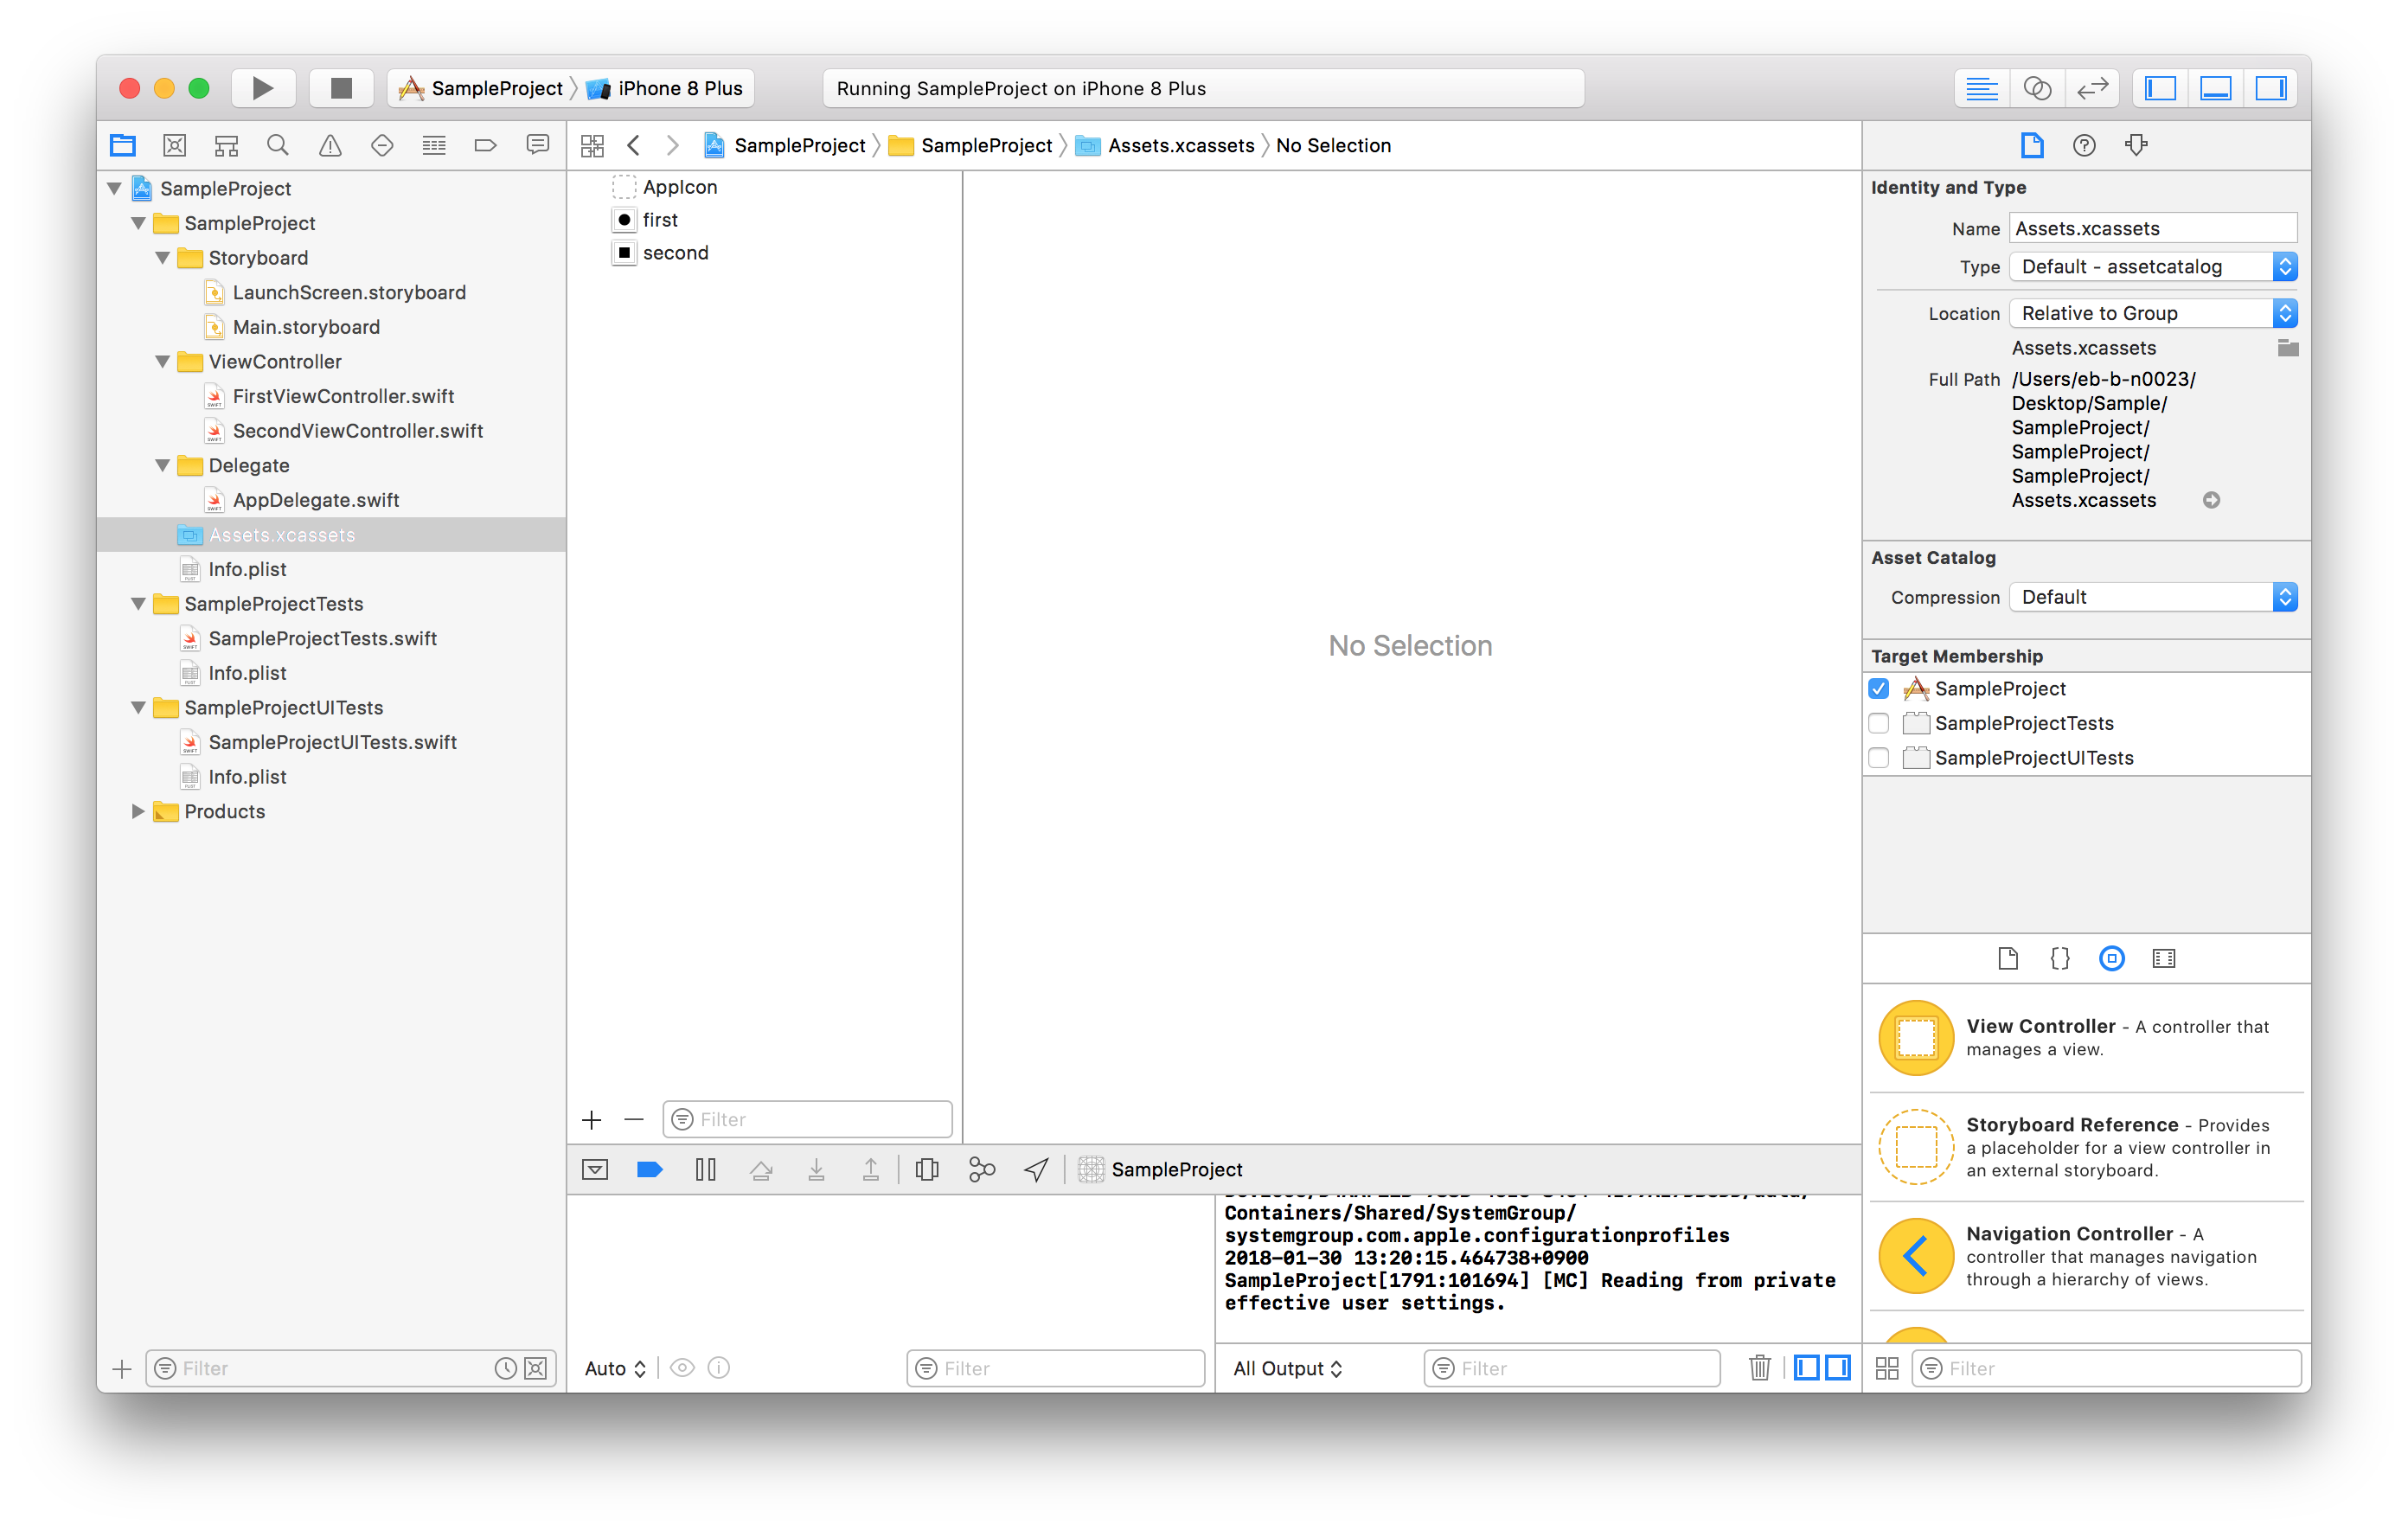 SampleProject iPhone 8 Plus
Running SampleProject on iPhone 8 Plus
SampleProject
SampleProject
Storyboard
LaunchScreen.storyboard
Main.storyboard
ViewController
FirstViewController.swift
SecondViewController.swift
Delegate
AppDelegate.swift
Assets.xcassets
Info.plist
SampleProjectTests
SampleProjectTests.swift
Info.plist
SampleProjectUITests
SampleProjectUITests.swift
Info.plist
Products
Filter
SampleProject SampleProject Assets.xcassets No Selection
AppIcon
first
second
Filter
No Selection
SampleProject
Containers/Shared/SystemGroup/
systemgroup.com.apple.configurationprofiles
2018-01-30 13:20:15.464738+0900
SampleProject[1791:101694] [MC] Reading from private
effective user settings.
Auto
Filter
All Output
Filter
Identity and Type
Name Assets.xcassets
Type Default - assetcatalog
Location Relative to Group
Assets.xcassets
Full Path /Users/eb-b-n0023/
Desktop/Sample/
SampleProject/
SampleProject/
SampleProject/
Assets.xcassets
Asset Catalog
Compression Default
Target Membership
SampleProject
SampleProjectTests
SampleProjectUITests
View Controller - A controller that
manages a view.
Storyboard Reference - Provides
a placeholder for a view controller in
an external storyboard.
Navigation Controller - A
controller that manages navigation
through a hierarchy of views.
Filter